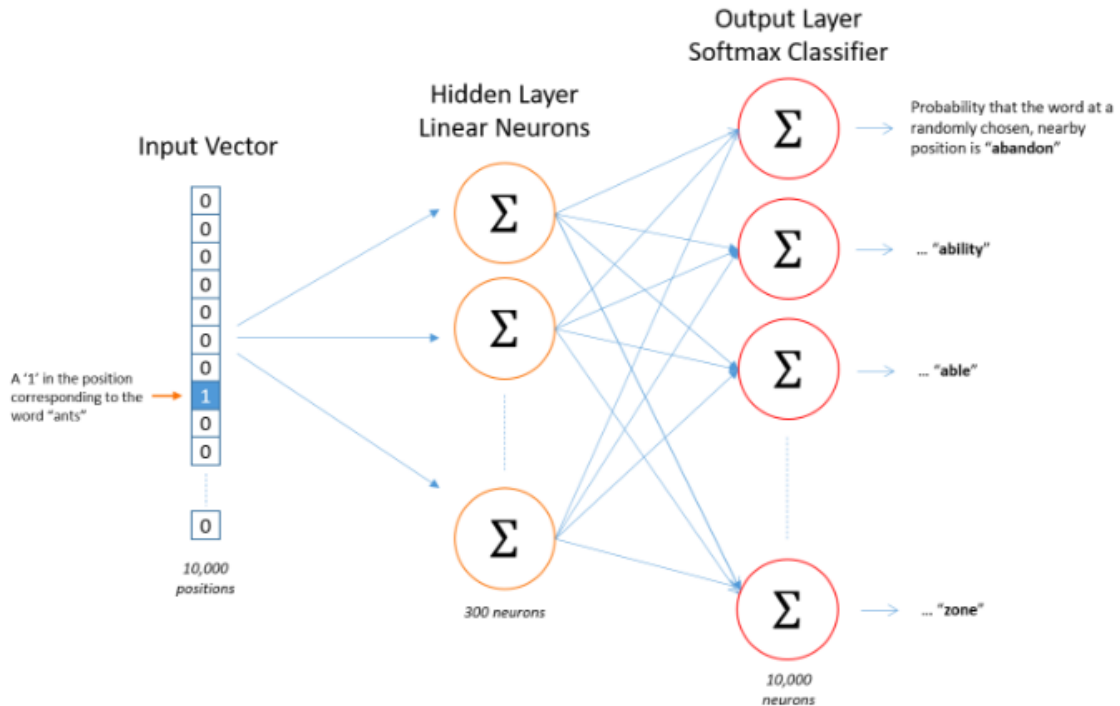 Output Layer
Softmax Classifier
Hidden Layer
Linear Neurons
Input Vector
0
0
0
0
0
0
0
1
0
0
0
A ‘1’ in the position
corresponding to the
word “ants”
10,000
positions
Σ
Σ
Σ
300 neurons
Σ
Σ
Σ
Σ
10,000
neurons
Probability that the word at a
randomly chosen, nearby
position is “abandon”
... “ability”
... “able”
... “zone”